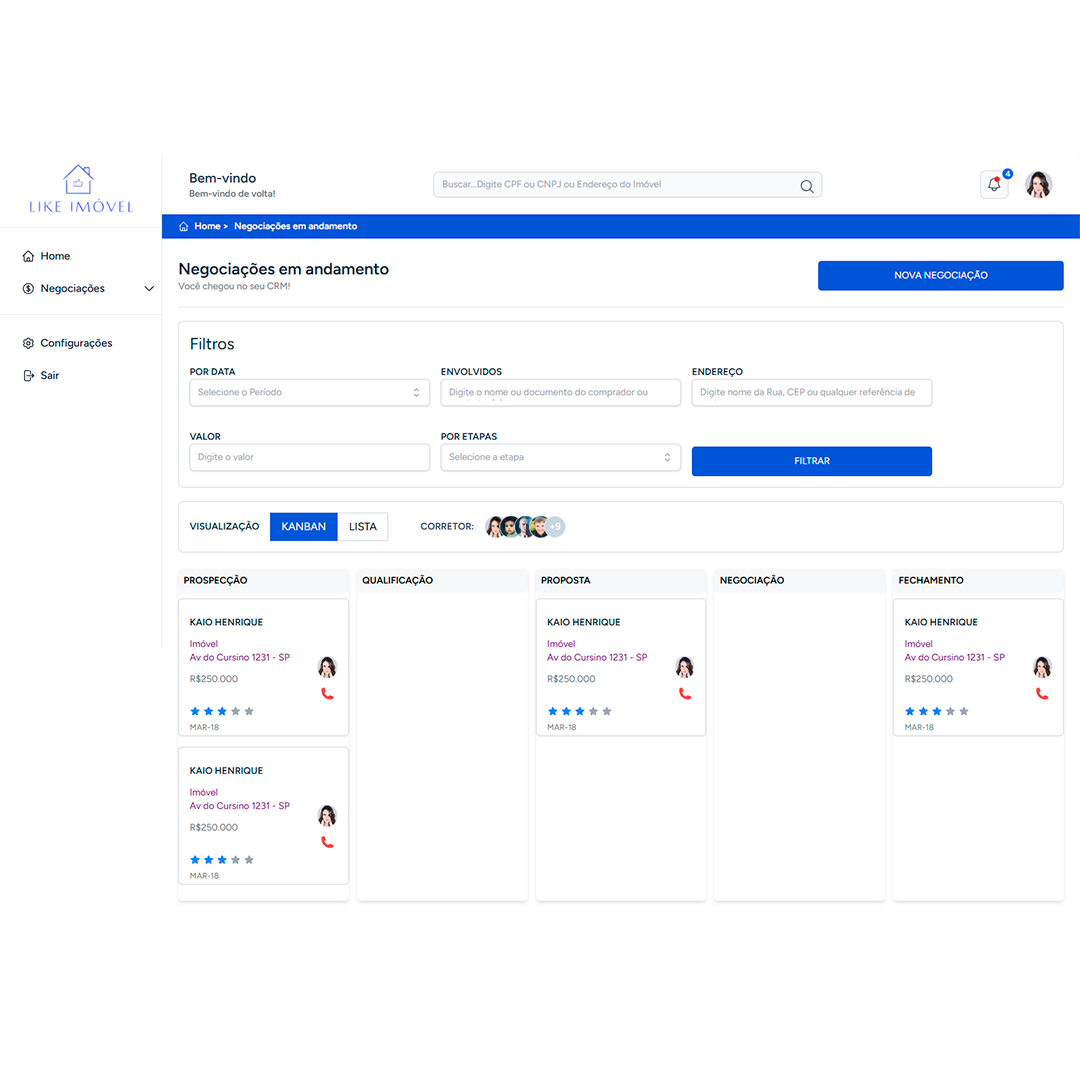 LIKE IMÓVEL
Home
Negociações
Configurações
Sair
Bem-vindo
Bem-vindo de volta!
Buscar...Digite CPF ou CNPJ ou Endereço do Imóvel
4
Home > Negociações em andamento
Negociações em andamento
Você chegou no seu CRM!
NOVA NEGOCIAÇÃO
Filtros
POR DATA
Selecione o Período
ENVOLVIDOS
Digite o nome ou documento do comprador ou
ENDEREÇO
Digite nome da Rua, CEP ou qualquer referência de
VALOR
Digite o valor
POR ETAPAS
Selecione a etapa
FILTRAR
VISUALIZAÇÃO
KANBAN
LISTA
CORRETOR:
+9
PROSPECÇÃO
KAIO HENRIQUE
Imóvel
Av do Cursino 1231 - SP
R$250.000
MAR-18
KAIO HENRIQUE
Imóvel
Av do Cursino 1231 - SP
R$250.000
MAR-18
QUALIFICAÇÃO
PROPOSTA
KAIO HENRIQUE
Imóvel
Av do Cursino 1231 - SP
R$250.000
MAR-18
NEGOCIAÇÃO
FECHAMENTO
KAIO HENRIQUE
Imóvel
Av do Cursino 1231 - SP
R$250.000
MAR-18